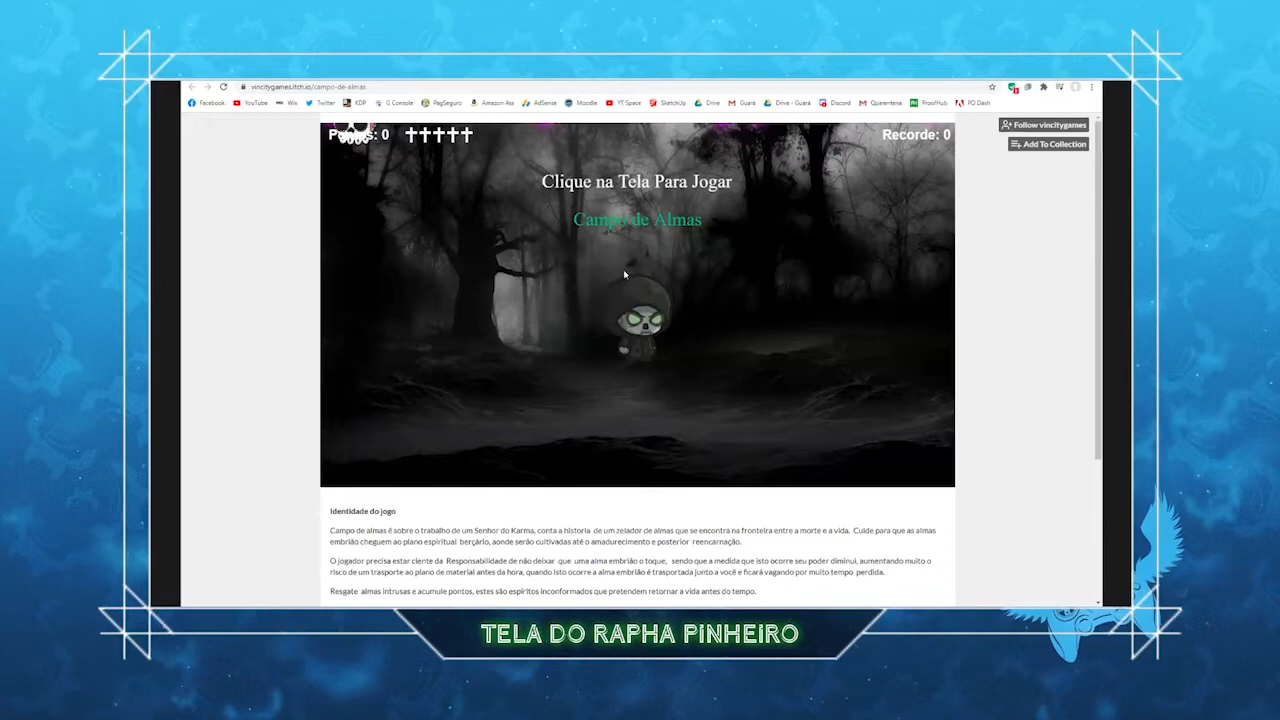 vincitygames.itch.io/campo-de-almas
Facebook YouTube Wix Twitter KDP G Console PagSeguro Amazon Ass AdSense Moodle YT Space SketchUp Drive Guará Drive - Guará Discord Quarentena ProofHub PO Dash
Follow vincitygames
Add To Collection
Pontos: 0
Recorde: 0
Clique na Tela Para Jogar
Campo de Almas
Identidade do jogo
Campo de almas é sobre o trabalho de um Senhor do Karma, conta a historia de um zelador de almas que se encontra na fronteira entre a morte e a vida. Cuide para que as almas
embrião cheguem ao plano espiritual berçário, aonde serão cultivadas até o amadurecimento e posterior reencarnação.
O jogador precisa estar ciente da Responsabilidade de não deixar que uma alma embrião o toque, sendo que a medida que isto ocorre seu poder diminui, aumentando muito o
risco de um trasporte ao plano de material antes da hora, quando isto ocorre a alma embrião é trasportada junto a você e ficará vagando por muito tempo perdida.
Resgate almas intrusas e acumule pontos, estes são espíritos inconformados que pretendem retornar a vida antes do tempo.
TELA DO RAPHA PINHEIRO